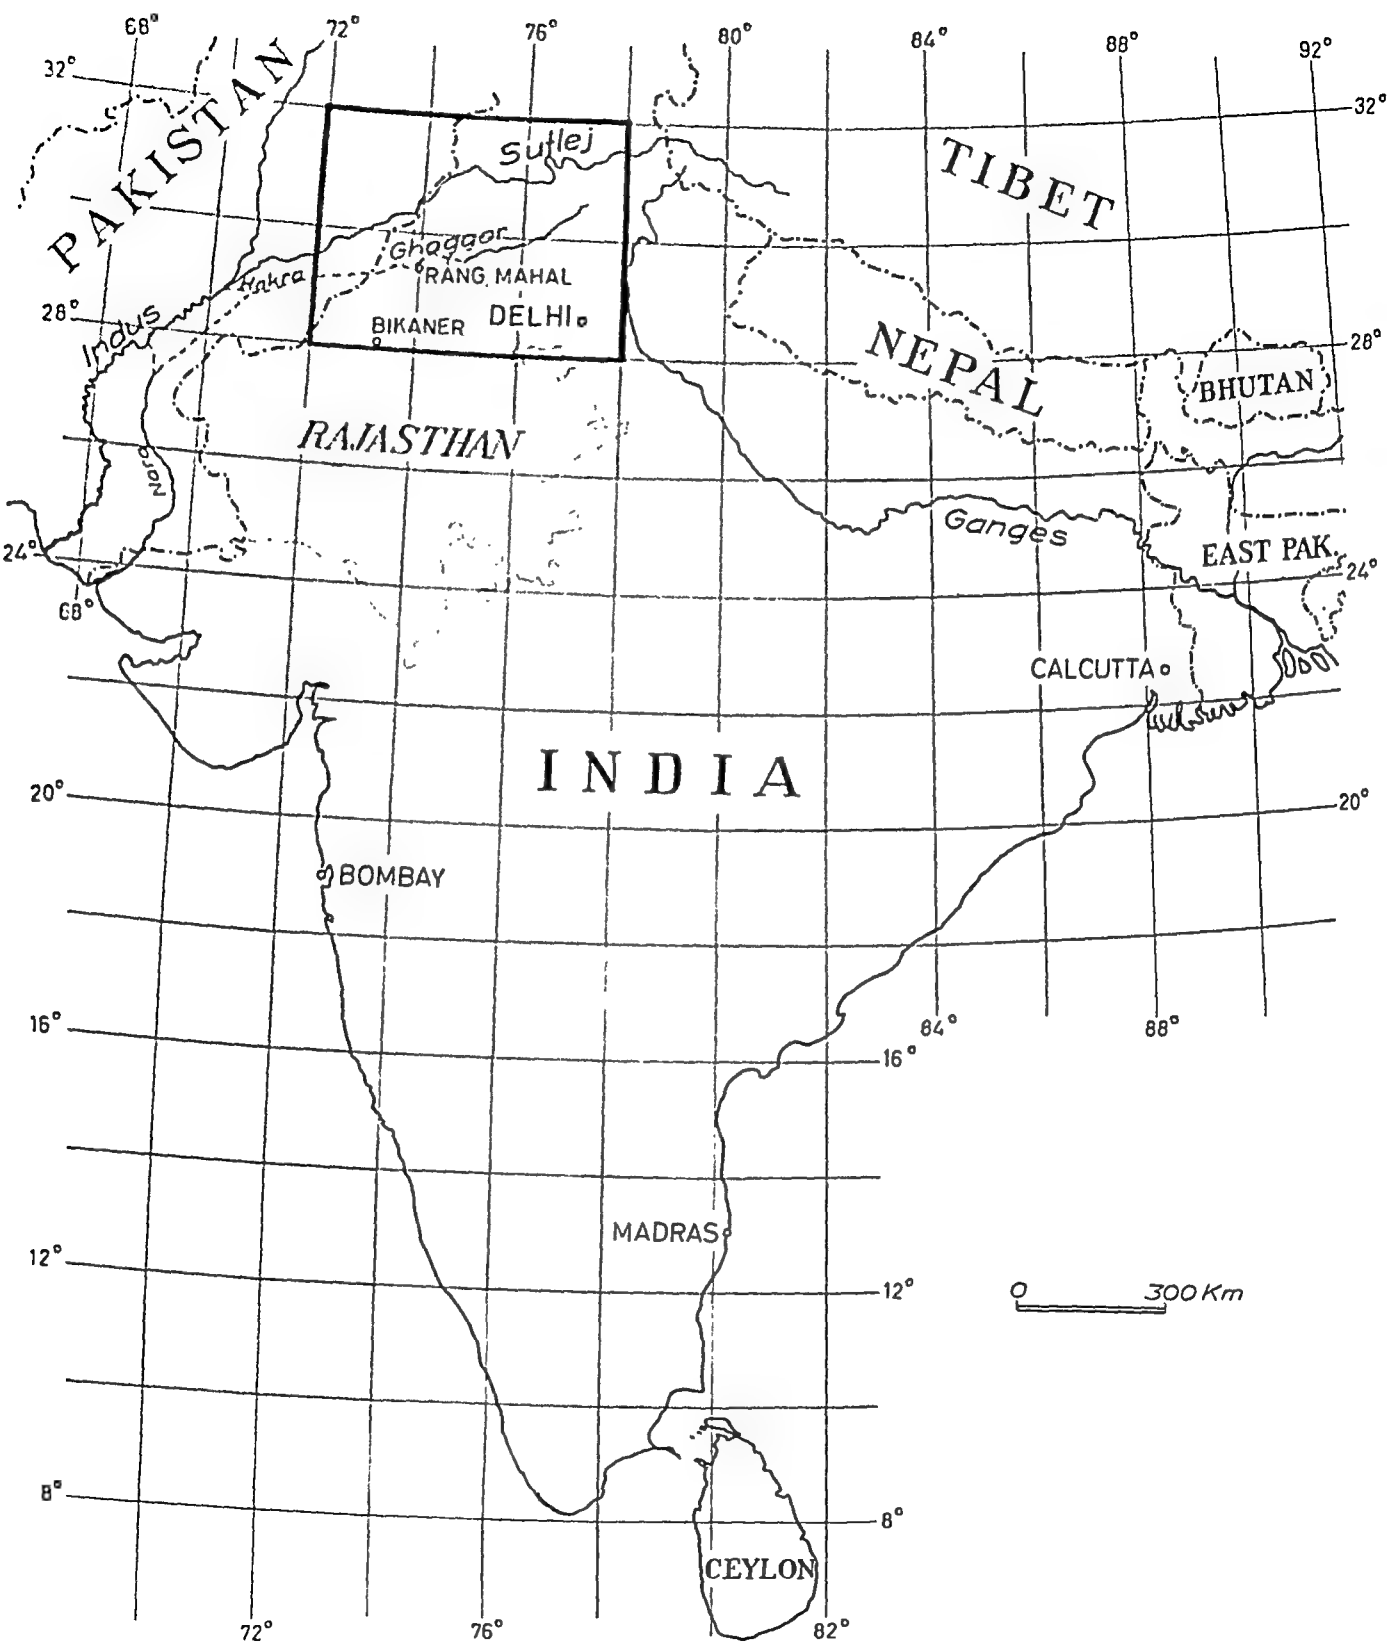 68°
72°
76°
80°
84°
88°
92°
32°
32°
PAKISTAN
TIBET
Sutlej
Ghaggar
Hakra
RANG MAHAL
28°
Indus
BIKANER
DELHI
NEPAL
28°
BHUTAN
RAJASTHAN
Nara
Ganges
24°
EAST PAK.
24°
68°
CALCUTTA
INDIA
20°
20°
BOMBAY
16°
84°
88°
16°
MADRAS
12°
12°
0 300 Km
8°
8°
CEYLON
72°
76°
82°